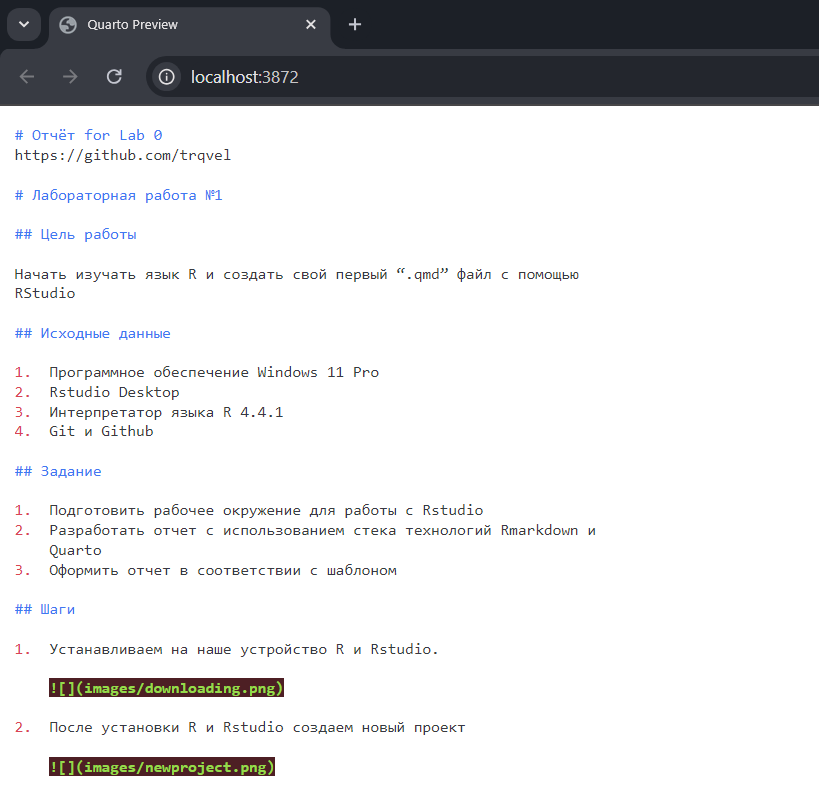 Quarto Preview
localhost:3872
# Отчёт for Lab 0
https://github.com/trqvel
# Лабораторная работа №1
## Цель работы
Начать изучать язык R и создать свой первый “.qmd” файл с помощью
RStudio
## Исходные данные
1. Программное обеспечение Windows 11 Pro
2. Rstudio Desktop
3. Интерпретатор языка R 4.4.1
4. Git и Github
## Задание
1. Подготовить рабочее окружение для работы с Rstudio
2. Разработать отчет с использованием стека технологий Rmarkdown и
Quarto
3. Оформить отчет в соответствии с шаблоном
## Шаги
1. Устанавливаем на наше устройство R и Rstudio.
![](images/downloading.png)
2. После установки R и Rstudio создаем новый проект
![](images/newproject.png)